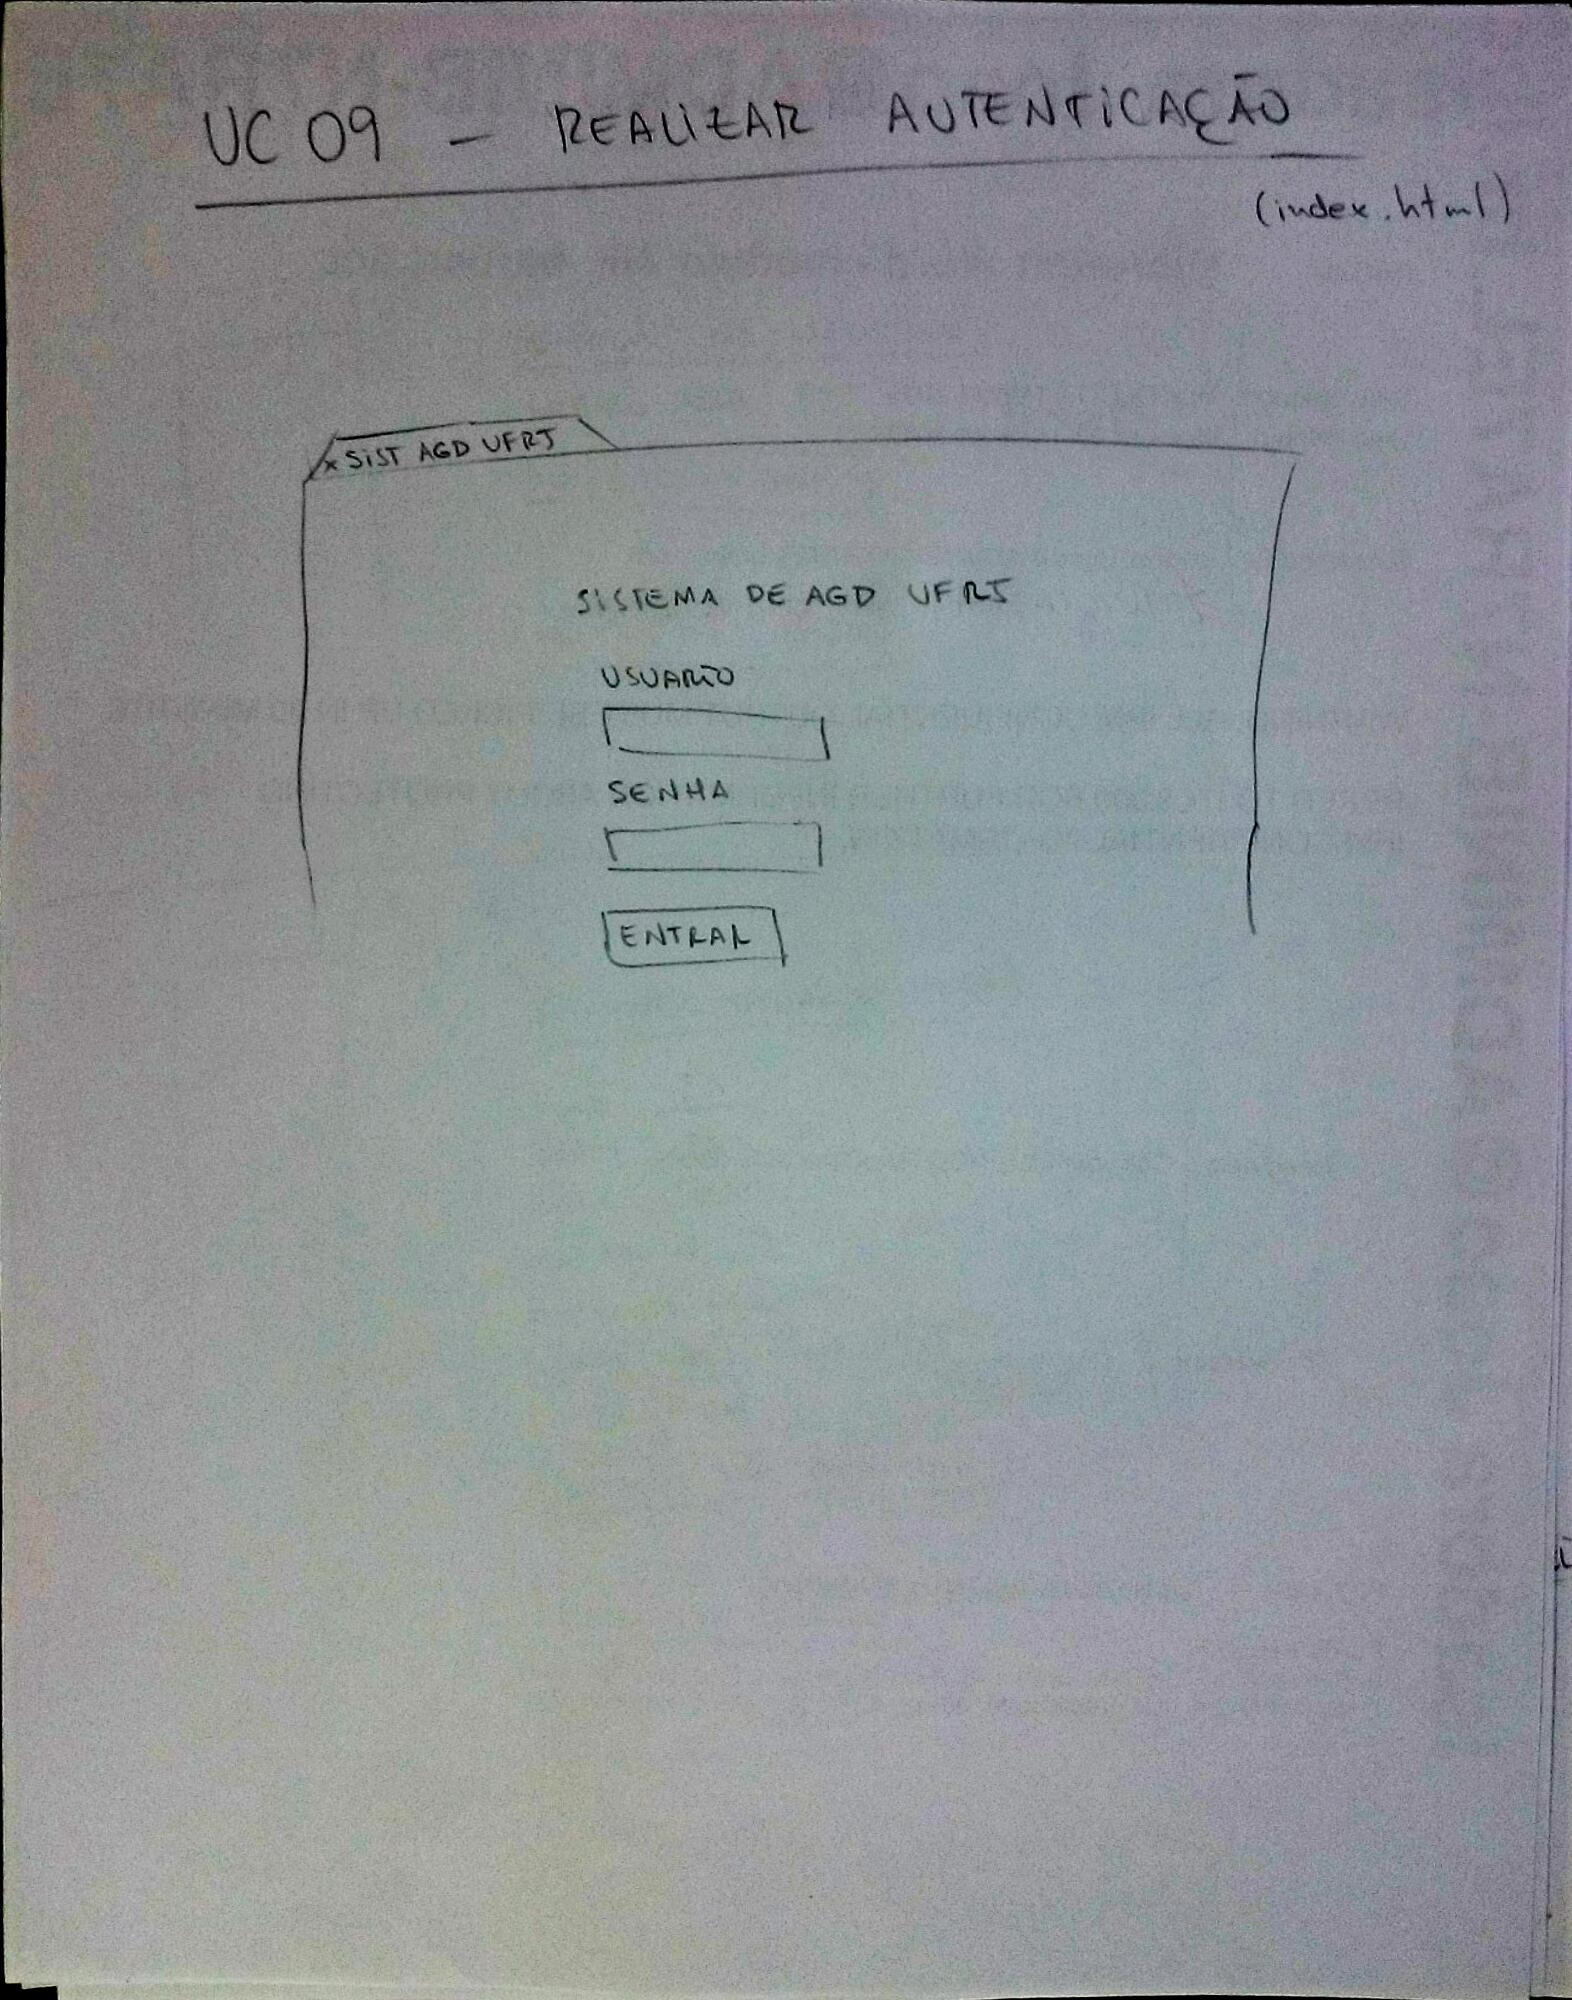 UC 09 - REALIZAR AUTENTICAÇÃO
(index.html)
x SIST AGD UFRJ
SISTEMA DE AGD UFRJ
USUARIO
SENHA
ENTRAR